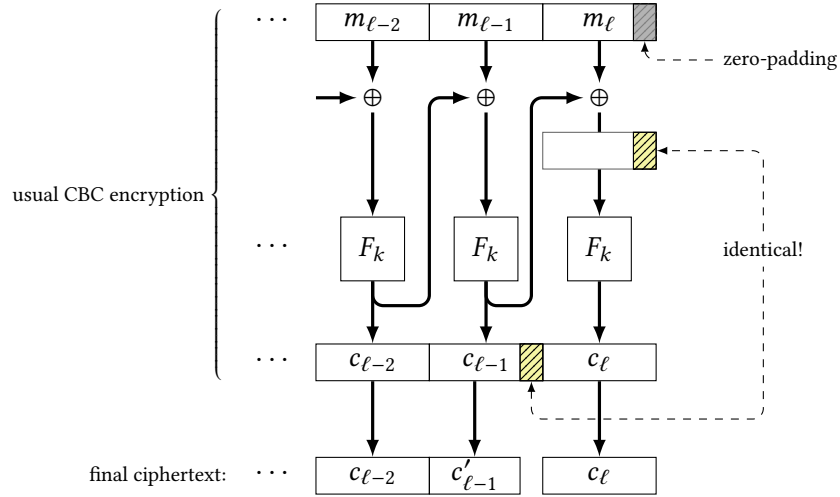 ⋯ m_{ℓ−2} m_{ℓ−1} m_ℓ
zero-padding
⊕ ⊕ ⊕
usual CBC encryption
identical!
⋯ F_k F_k F_k
⋯ c_{ℓ−2} c_{ℓ−1} c_ℓ
final ciphertext: ⋯ c_{ℓ−2} c′_{ℓ−1} c_ℓ